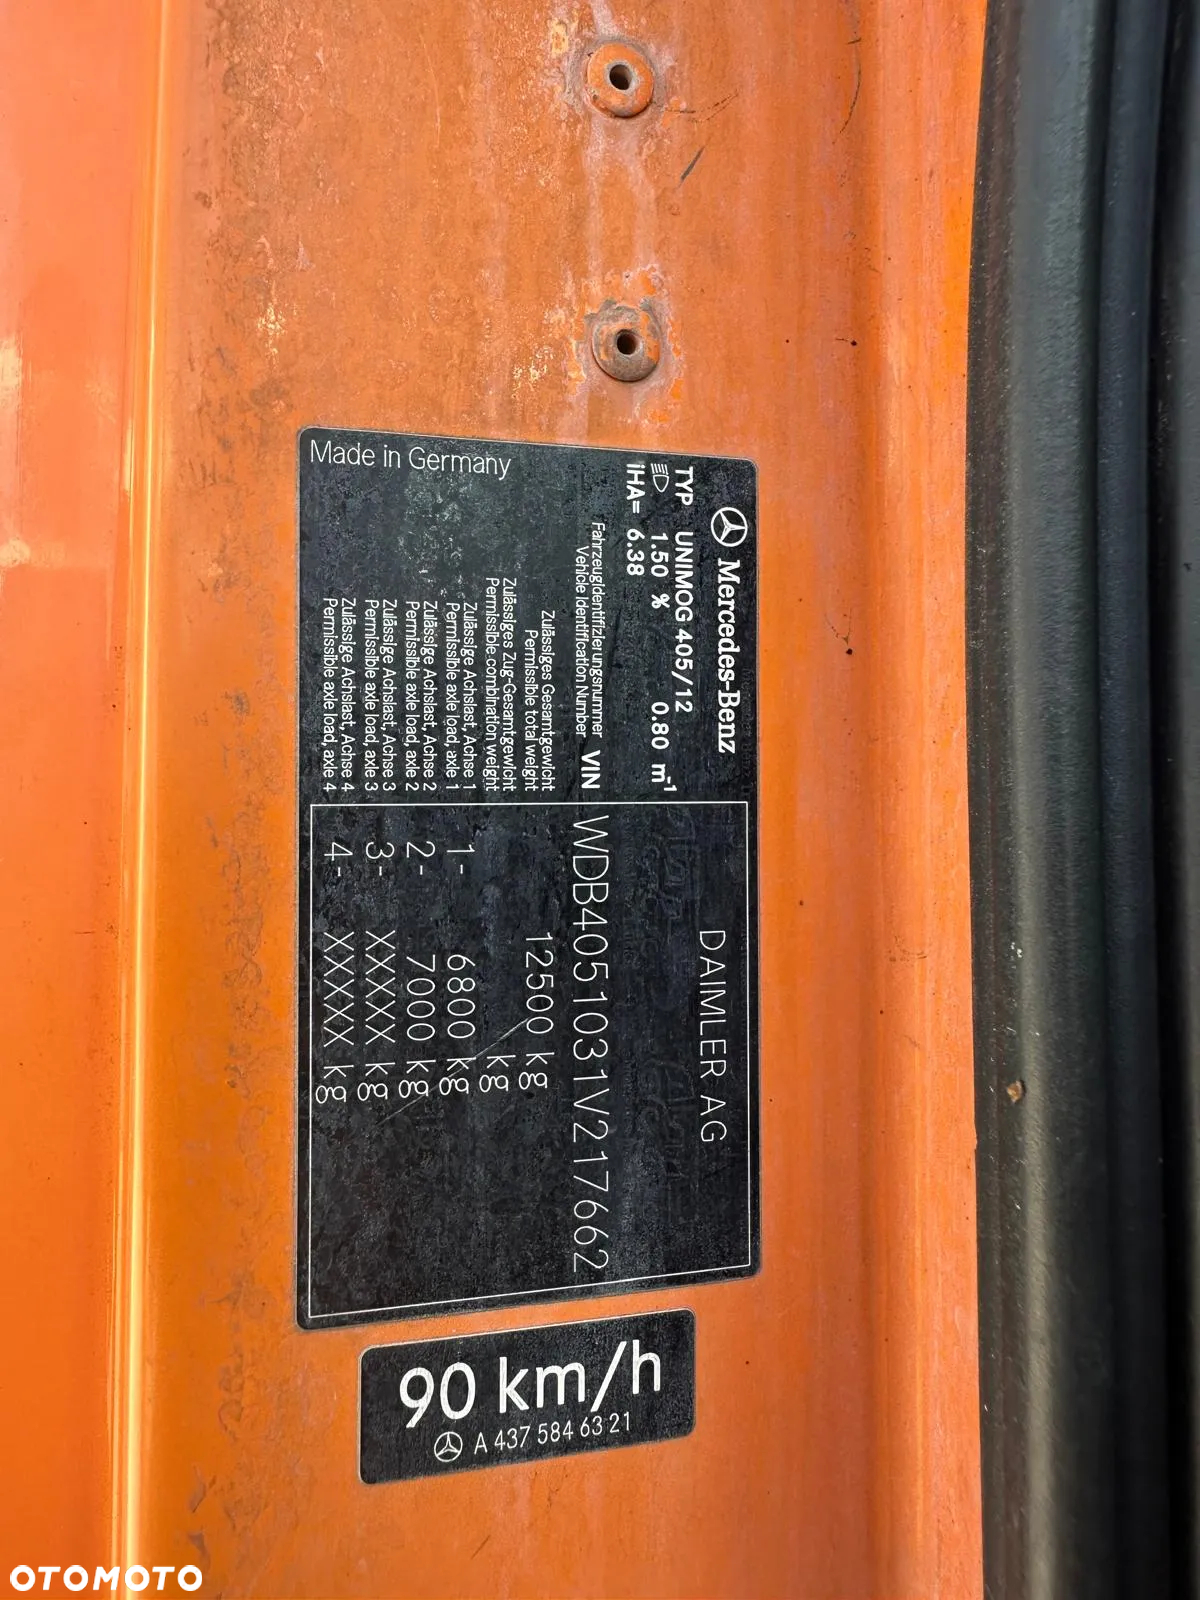 Mercedes-Benz
TYP UNIMOG 405/12
1.50 % 0.80 m-1
iHA= 6.38
DAIMLER AG
Fahrzeugidentifizierungsnummer
Vehicle Identification Number VIN WDB4051031V217662
Zulässiges Gesamtgewicht
Permissible total weight 12500 kg
Zulässiges Zug-Gesamtgewicht
Permissible combination weight kg
Zulässige Achslast, Achse 1
Permissible axle load, axle 1 1- 6800 kg
Zulässige Achslast, Achse 2
Permissible axle load, axle 2 2- 7000 kg
Zulässige Achslast, Achse 3
Permissible axle load, axle 3 3- XXXXX kg
Zulässige Achslast, Achse 4
Permissible axle load, axle 4 4- XXXXX kg
Made in Germany
90 km/h
A 437 584 63 21
OTOMOTO